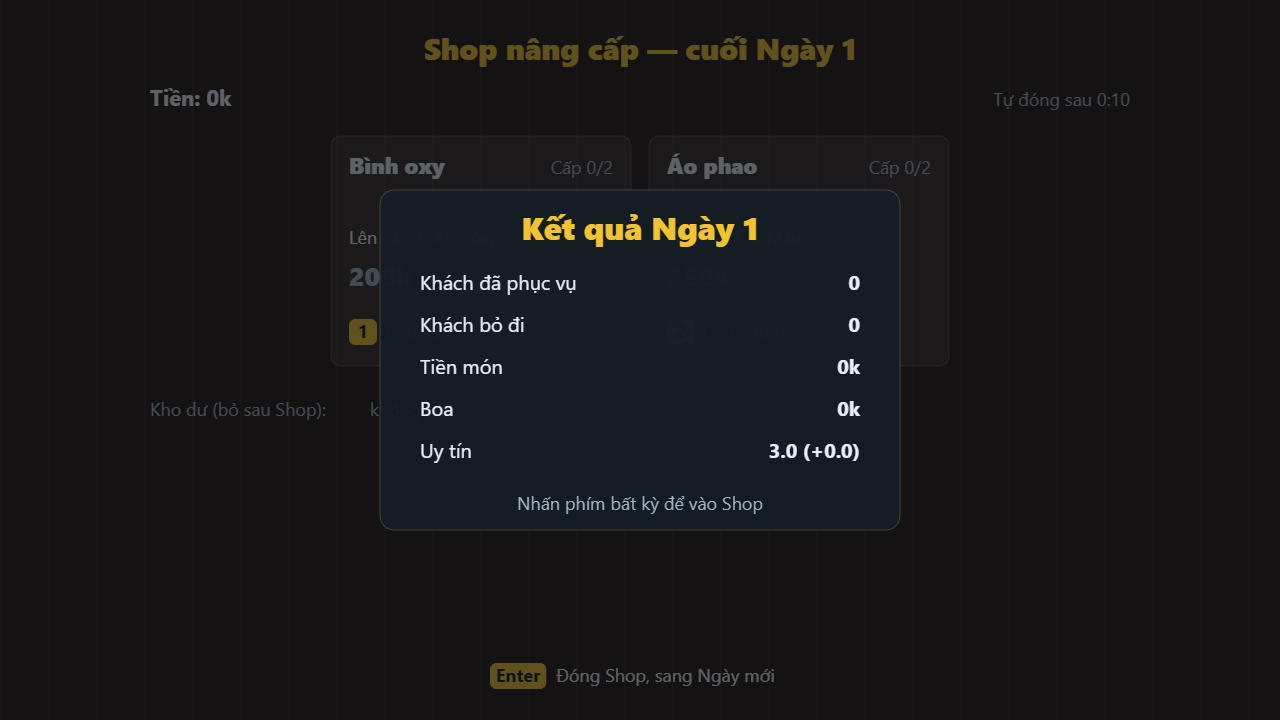 Shop nâng cấp — cuối Ngày 1
Tiền: 0k
Tự đóng sau 0:10
Bình oxy
Cấp 0/2
Áo phao
Cấp 0/2
Lên
20
1
Kết quả Ngày 1
Khách đã phục vụ 0
Khách bỏ đi 0
Tiền món 0k
Boa 0k
Uy tín 3.0 (+0.0)
Nhấn phím bất kỳ để vào Shop
Kho dư (bỏ sau Shop):
Enter Đóng Shop, sang Ngày mới